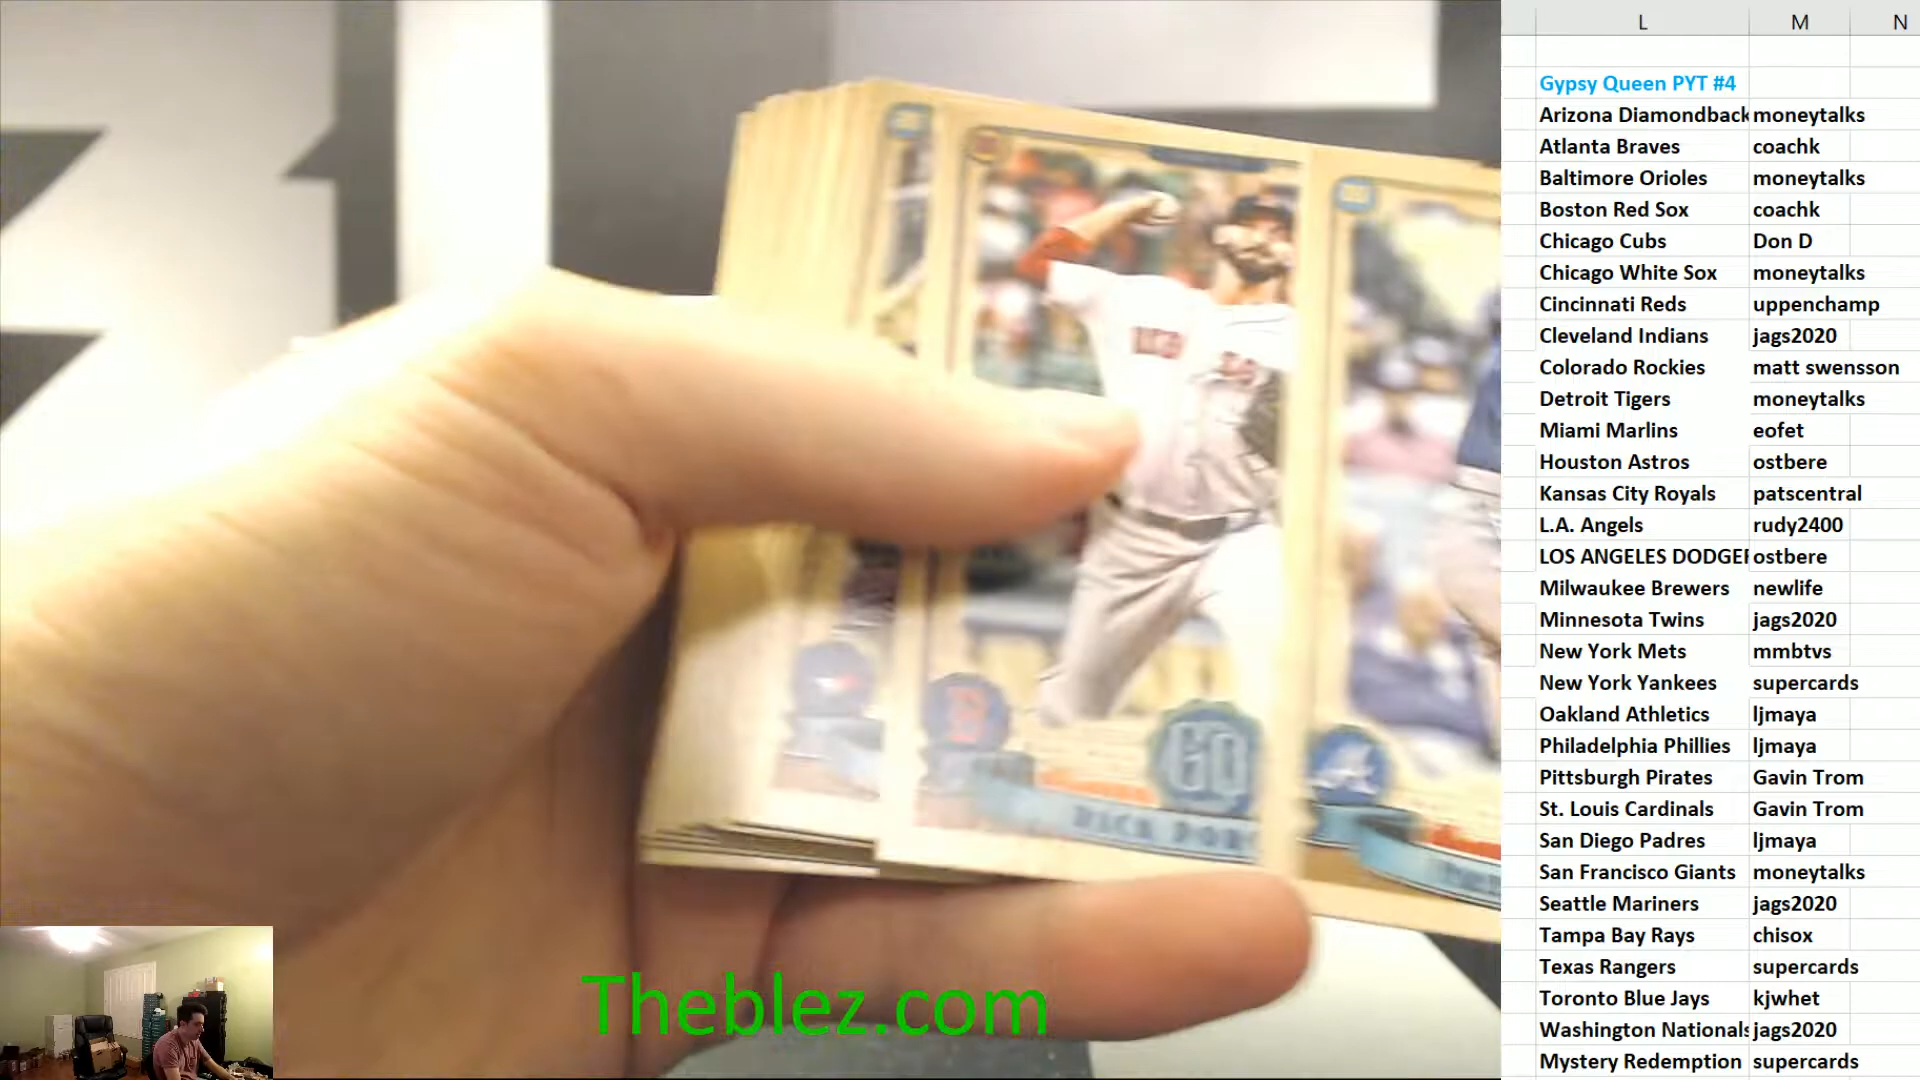 L M N
Gypsy Queen PYT #4
Arizona Diamondback moneytalks
Atlanta Braves coachk
Baltimore Orioles moneytalks
Boston Red Sox coachk
Chicago Cubs Don D
Chicago White Sox moneytalks
Cincinnati Reds uppenchamp
Cleveland Indians jags2020
Colorado Rockies matt swensson
Detroit Tigers moneytalks
Miami Marlins eofet
Houston Astros ostbere
Kansas City Royals patscentral
L.A. Angels rudy2400
LOS ANGELES DODGER ostbere
Milwaukee Brewers newlife
Minnesota Twins jags2020
New York Mets mmbtvs
New York Yankees supercards
Oakland Athletics ljmaya
Philadelphia Phillies ljmaya
Pittsburgh Pirates Gavin Trom
St. Louis Cardinals Gavin Trom
San Diego Padres ljmaya
San Francisco Giants moneytalks
Seattle Mariners jags2020
Tampa Bay Rays chisox
Texas Rangers supercards
Toronto Blue Jays kjwhet
Washington Nationals jags2020
Mystery Redemption supercards
B
GQ
RICK POR
A
Theblez.com